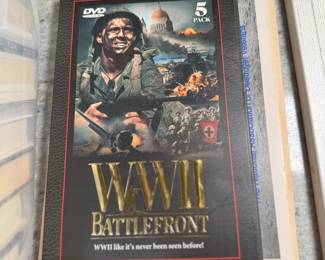 DVD
5
PACK
WWII
BATTLEFRONT
WWII like it's never been seen before!